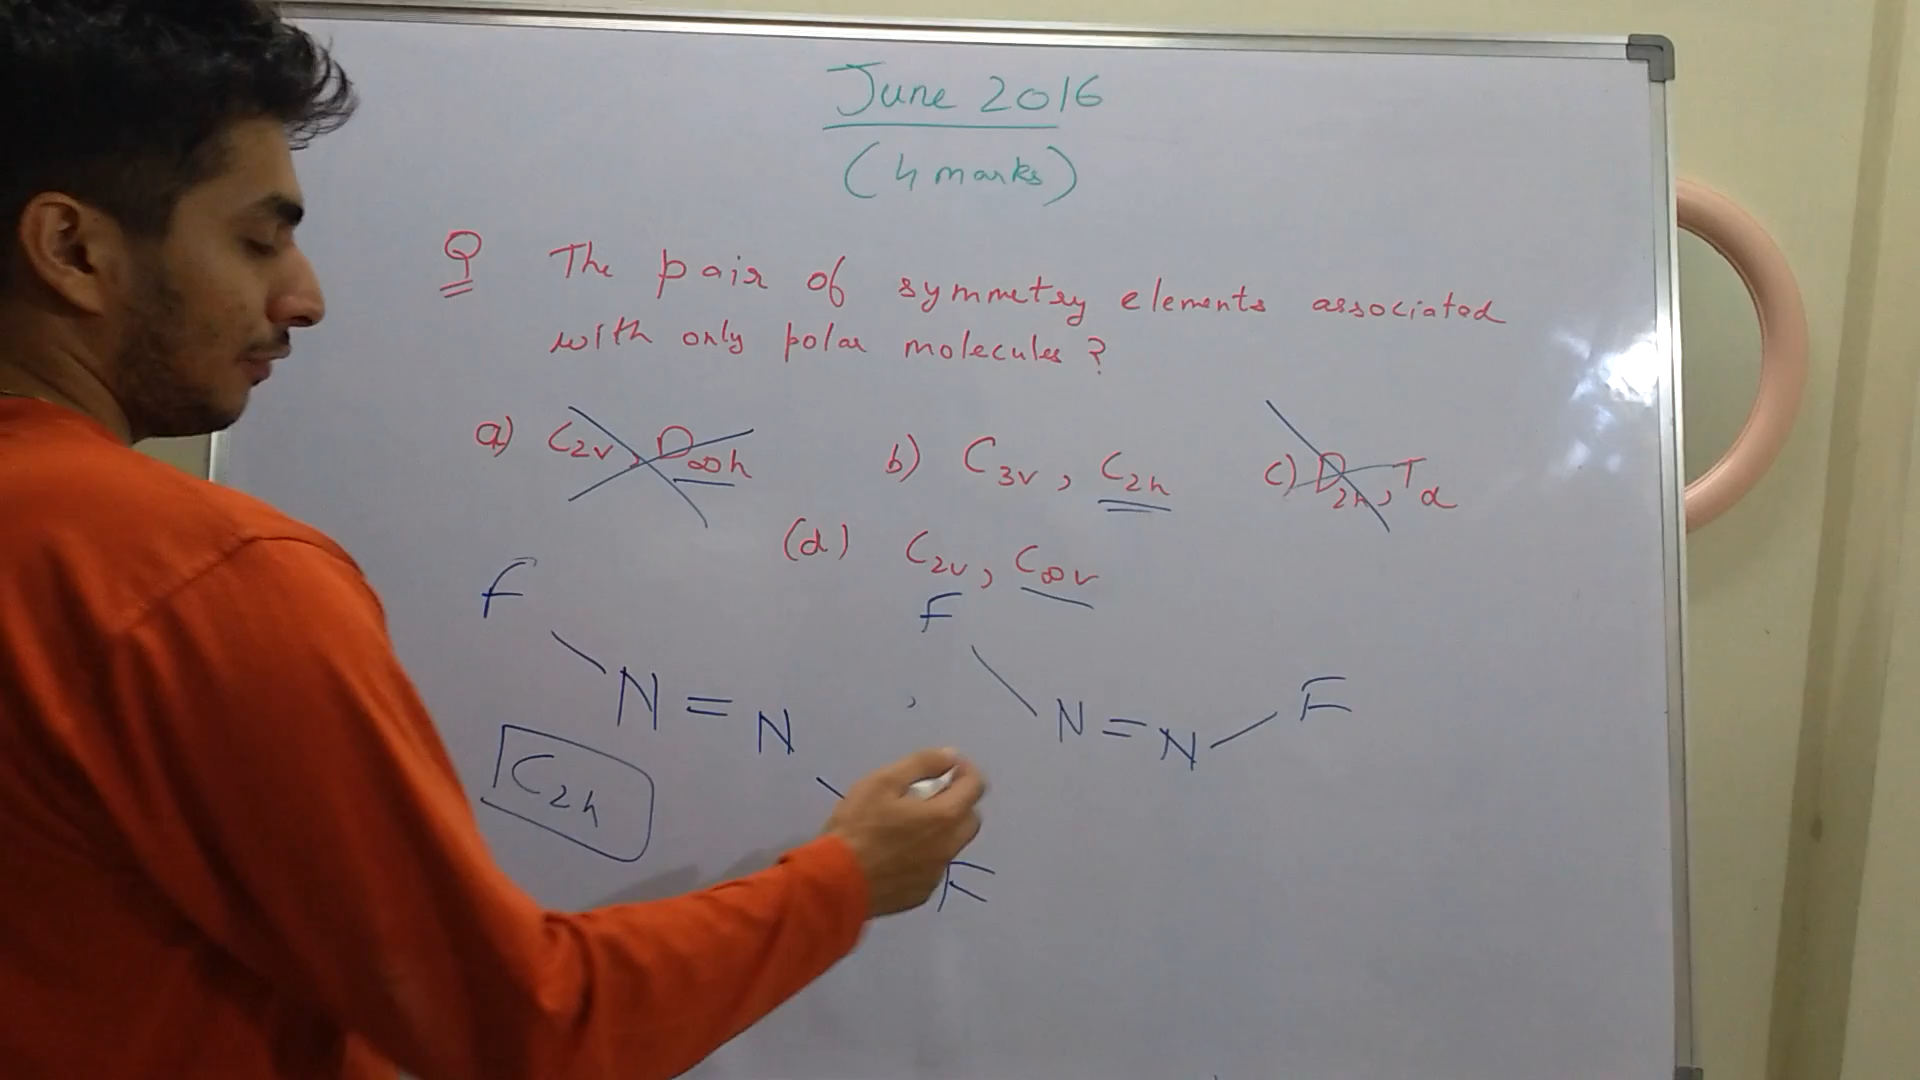 June 2016
(4 marks)
Q The pair of symmetry elements associated
with only polar molecules ?
a) C2v, D∞h b) C3v, C2h c) D2h, Td
(d) C2v, C∞v
F F
N = N , N = N F
C2h
F